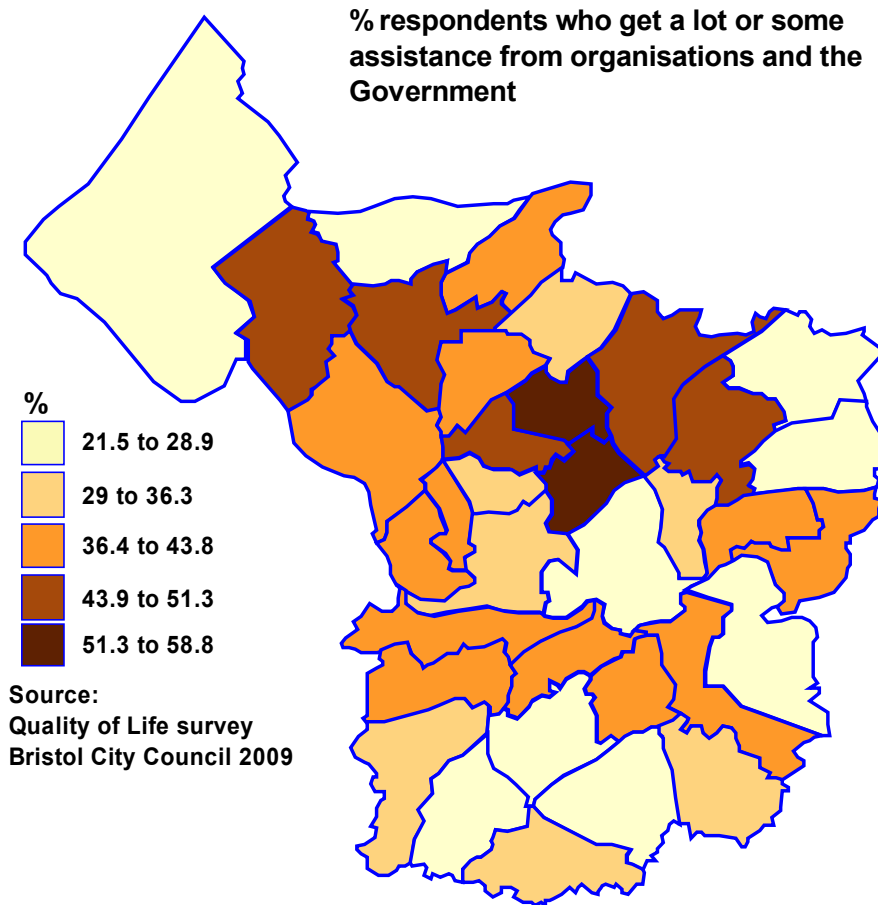 % respondents who get a lot or some
assistance from organisations and the
Government
%
21.5 to 28.9
29 to 36.3
36.4 to 43.8
43.9 to 51.3
51.3 to 58.8
Source:
Quality of Life survey
Bristol City Council 2009